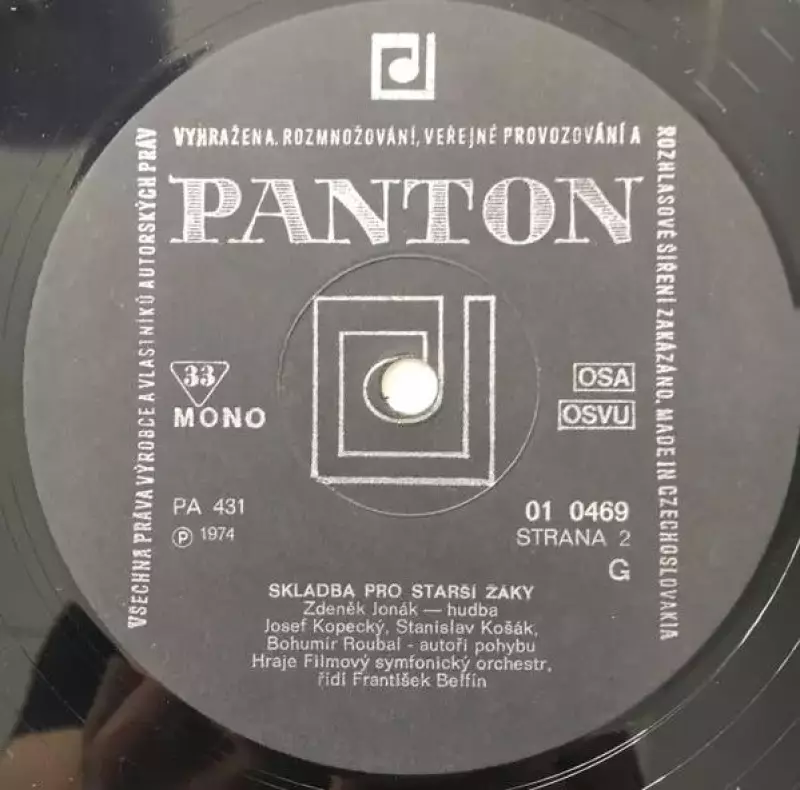 VŠECHNA PRÁVA VÝROBCE A VLASTNÍKŮ AUTORSKÝCH PRÁV
VYHRAŽENA. ROZMNOŽOVÁNÍ, VEŘEJNÉ PROVOZOVÁNÍ A
ROZHLASOVÉ ŠÍŘENÍ ZAKÁZÁNO. MADE IN CZECHOSLOVAKIA
PANTON
33
MONO
OSA
OSVU
PA 431
℗ 1974
01 0469
STRANA 2
G
SKLADBA PRO STARŠÍ ŽÁKY
Zdeněk Jonák — hudba
Josef Kopecký, Stanislav Košák,
Bohumír Roubal - autoři pohybu
Hraje Filmový symfonický orchestr,
řídí František Belfín